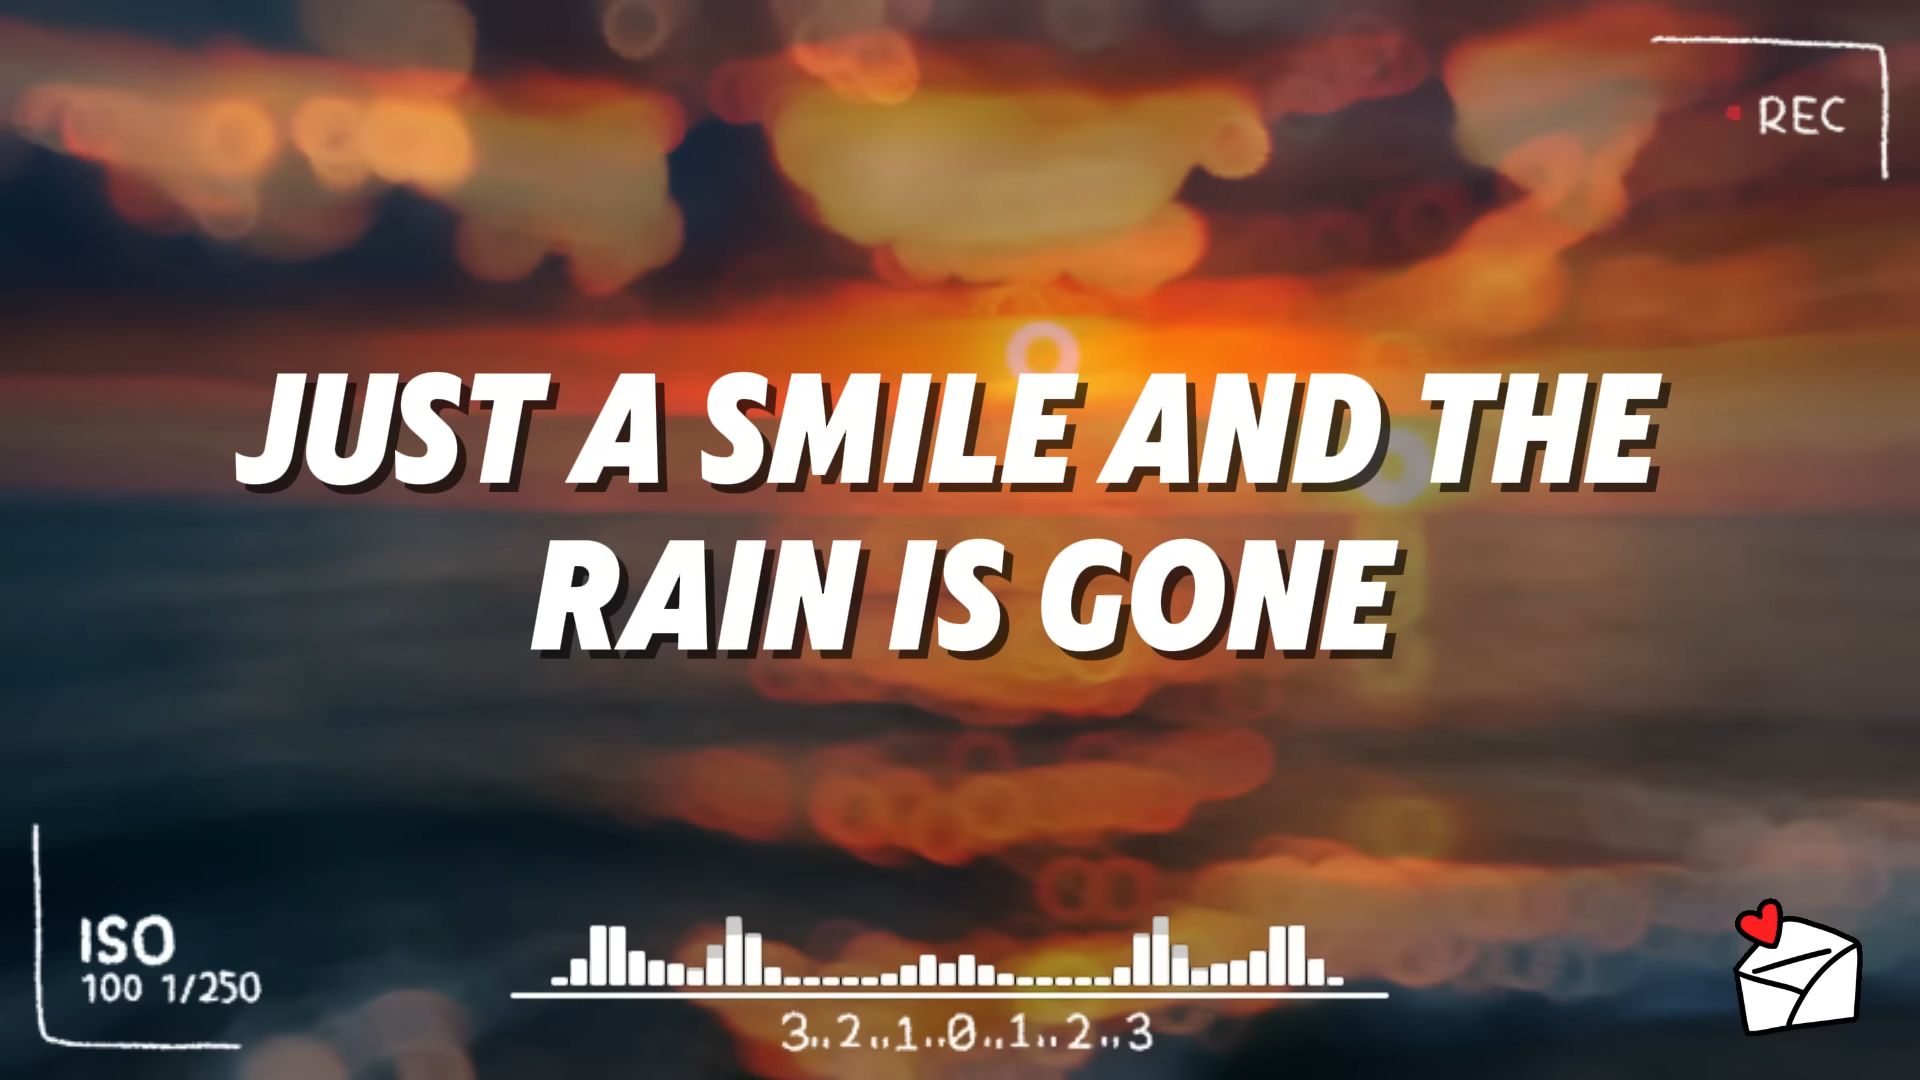 REC
JUST A SMILE AND THE
RAIN IS GONE
ISO
100 1/250
3..2..1..0..1..2..3